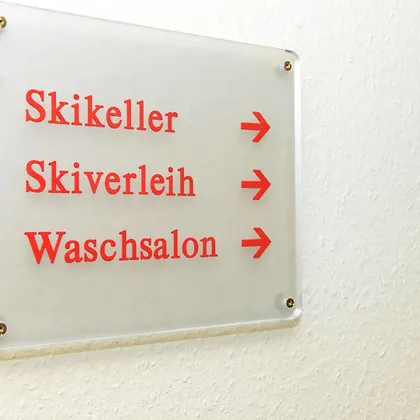 Skikeller →
Skiverleih →
Waschsalon →